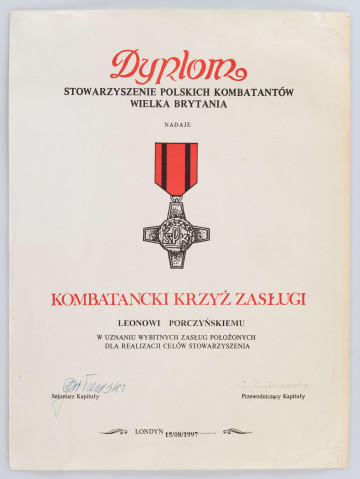 Dyplom
STOWARZYSZENIE POLSKICH KOMBATANTÓW
WIELKA BRYTANIA
NADAJE
KOMBATANCKI KRZYŻ ZASŁUGI
LEONOWI PORCZYŃSKIEMU
W UZNANIU WYBITNYCH ZASŁUG POŁOŻONYCH
DLA REALIZACJI CELÓW STOWARZYSZENIA
Sekretarz Kapituły
Przewodniczący Kapituły
LONDYN 15/08/1997